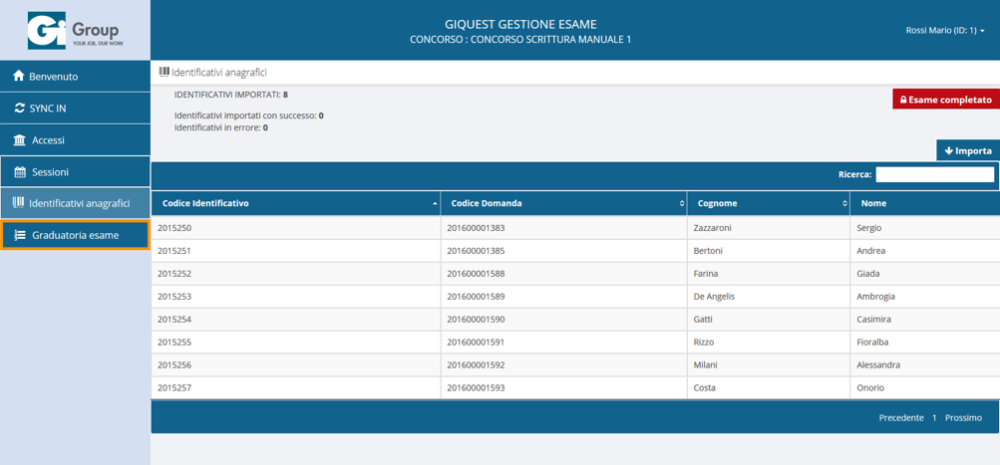 Gi Group
YOUR JOB, OUR WORK
GIQUEST GESTIONE ESAME
CONCORSO : CONCORSO SCRITTURA MANUALE 1
Rossi Mario (ID: 1)
Benvenuto
SYNC IN
Accessi
Sessioni
Identificativi anagrafici
Graduatoria esame
Identificativi anagrafici
IDENTIFICATIVI IMPORTATI: 8
Identificativi importati con successo: 0
Identificativi in errore: 0
Esame completato
Importa
Ricerca:
Codice Identificativo Codice Domanda Cognome Nome
2015250 201600001383 Zazzaroni Sergio
2015251 201600001385 Bertoni Andrea
2015252 201600001588 Farina Giada
2015253 201600001589 De Angelis Ambrogia
2015254 201600001590 Gatti Casimira
2015255 201600001591 Rizzo Fioralba
2015256 201600001592 Milani Alessandra
2015257 201600001593 Costa Onorio
Precedente 1 Prossimo